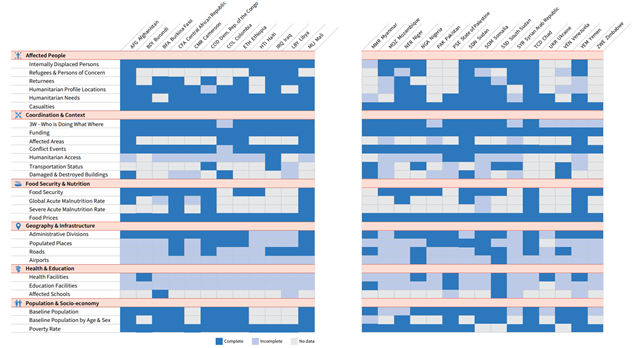 AFG Afghanistan
BDI Burundi
BFA Burkina Faso
CFA Central African Republic
CMR Cameroon
COD Dem. Rep. of the Congo
COL Colombia
ETH Ethiopia
HTI Haiti
IRQ Iraq
LBY Libya
MLI Mali
MMR Myanmar
MOZ Mozambique
NER Niger
NGA Nigeria
PAK Pakistan
PSE State of Palestine
SDN Sudan
SOM Somalia
SSD South Sudan
SYR Syrian Arab Republic
TCD Chad
UKR Ukraine
VEN Venezuela
YEM Yemen
ZWE Zimbabwe
Affected People
Internally Displaced Persons
Refugees & Persons of Concern
Returnees
Humanitarian Profile Locations
Humanitarian Needs
Casualties
Coordination & Context
3W - Who is Doing What Where
Funding
Affected Areas
Conflict Events
Humanitarian Access
Transportation Status
Damaged & Destroyed Buildings
Food Security & Nutrition
Food Security
Global Acute Malnutrition Rate
Severe Acute Malnutrition Rate
Food Prices
Geography & Infrastructure
Administrative Divisions
Populated Places
Roads
Airports
Health & Education
Health Facilities
Education Facilities
Affected Schools
Population & Socio-economy
Baseline Population
Baseline Population by Age & Sex
Poverty Rate
Complete
Incomplete
No data